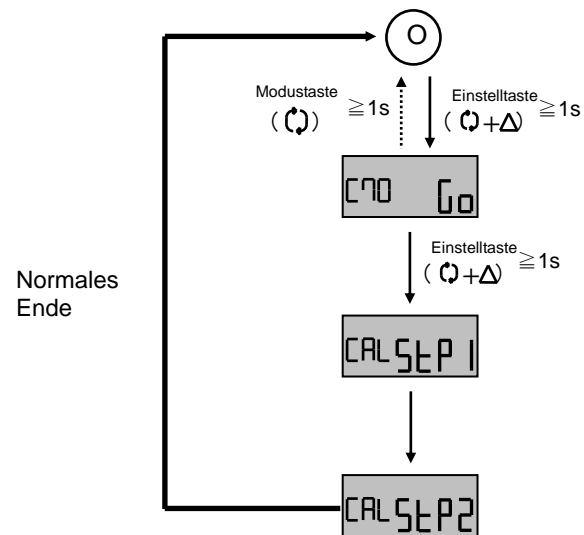 O
Modustaste
( ) ≧1s
Einstelltaste
( +Δ) ≧1s
C70 Go
Einstelltaste
( +Δ) ≧1s
Normales
Ende
CAL StP1
CAL StP2